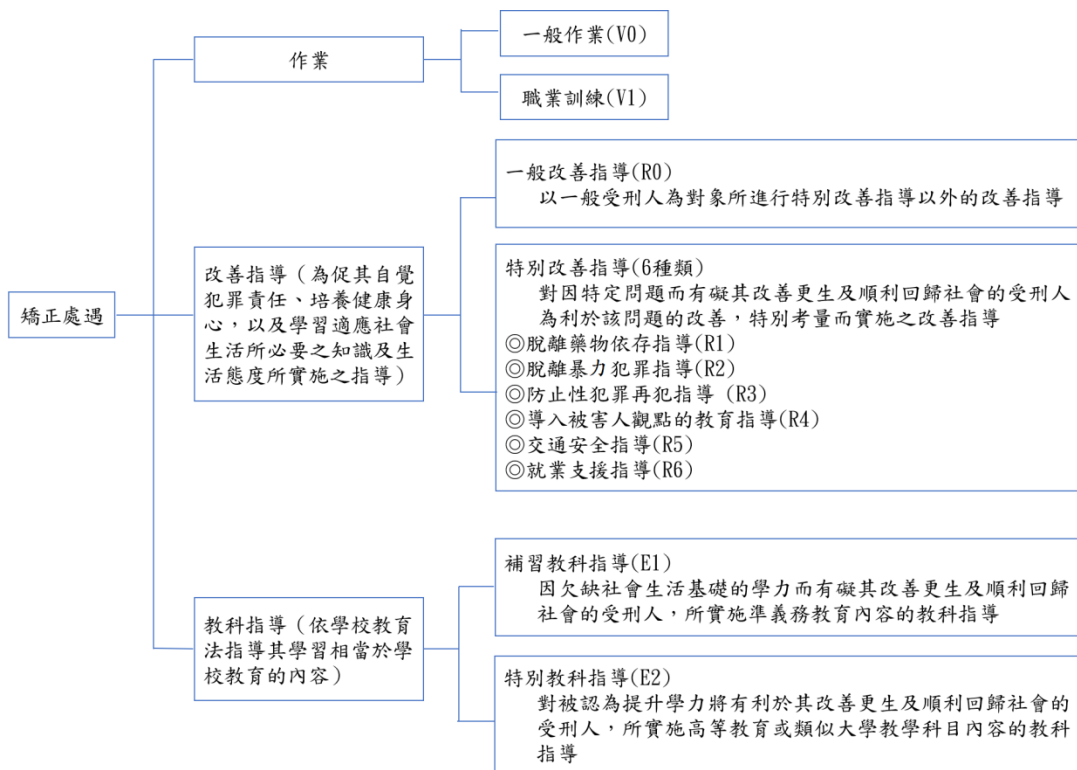 矯正處遇
作業
一般作業(V0)
職業訓練(V1)
改善指導（為促其自覺
犯罪責任、培養健康身
心，以及學習適應社會
生活所必要之知識及生
活態度所實施之指導）
一般改善指導(R0)
以一般受刑人為對象所進行特別改善指導以外的改善指導
特別改善指導(6種類)
對因特定問題而有礙其改善更生及順利回歸社會的受刑人
為利於該問題的改善，特別考量而實施之改善指導
◎脫離藥物依存指導(R1)
◎脫離暴力犯罪指導(R2)
◎防止性犯罪再犯指導 (R3)
◎導入被害人觀點的教育指導(R4)
◎交通安全指導(R5)
◎就業支援指導(R6)
教科指導（依學校教育
法指導其學習相當於學
校教育的內容）
補習教科指導(E1)
因欠缺社會生活基礎的學力而有礙其改善更生及順利回歸
社會的受刑人，所實施準義務教育內容的教科指導
特別教科指導(E2)
對被認為提升學力將有利於其改善更生及順利回歸社會的
受刑人，所實施高等教育或類似大學教學科目內容的教科
指導